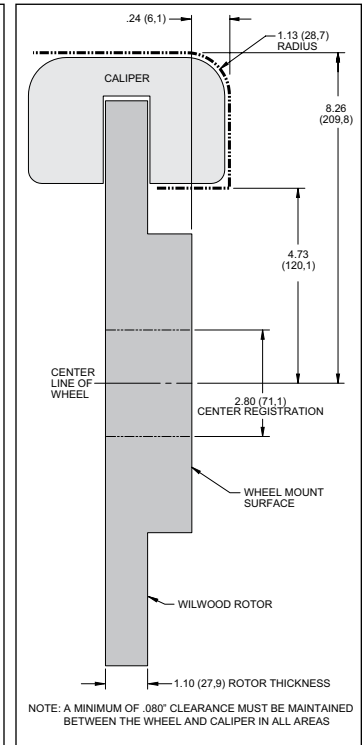 .24 (6,1)
1.13 (28,7)
RADIUS
CALIPER
8.26
(209,8)
4.73
(120,1)
CENTER
LINE OF
WHEEL
2.80 (71,1)
CENTER REGISTRATION
WHEEL MOUNT
SURFACE
WILWOOD ROTOR
1.10 (27,9) ROTOR THICKNESS
NOTE: A MINIMUM OF .080" CLEARANCE MUST BE MAINTAINED
BETWEEN THE WHEEL AND CALIPER IN ALL AREAS